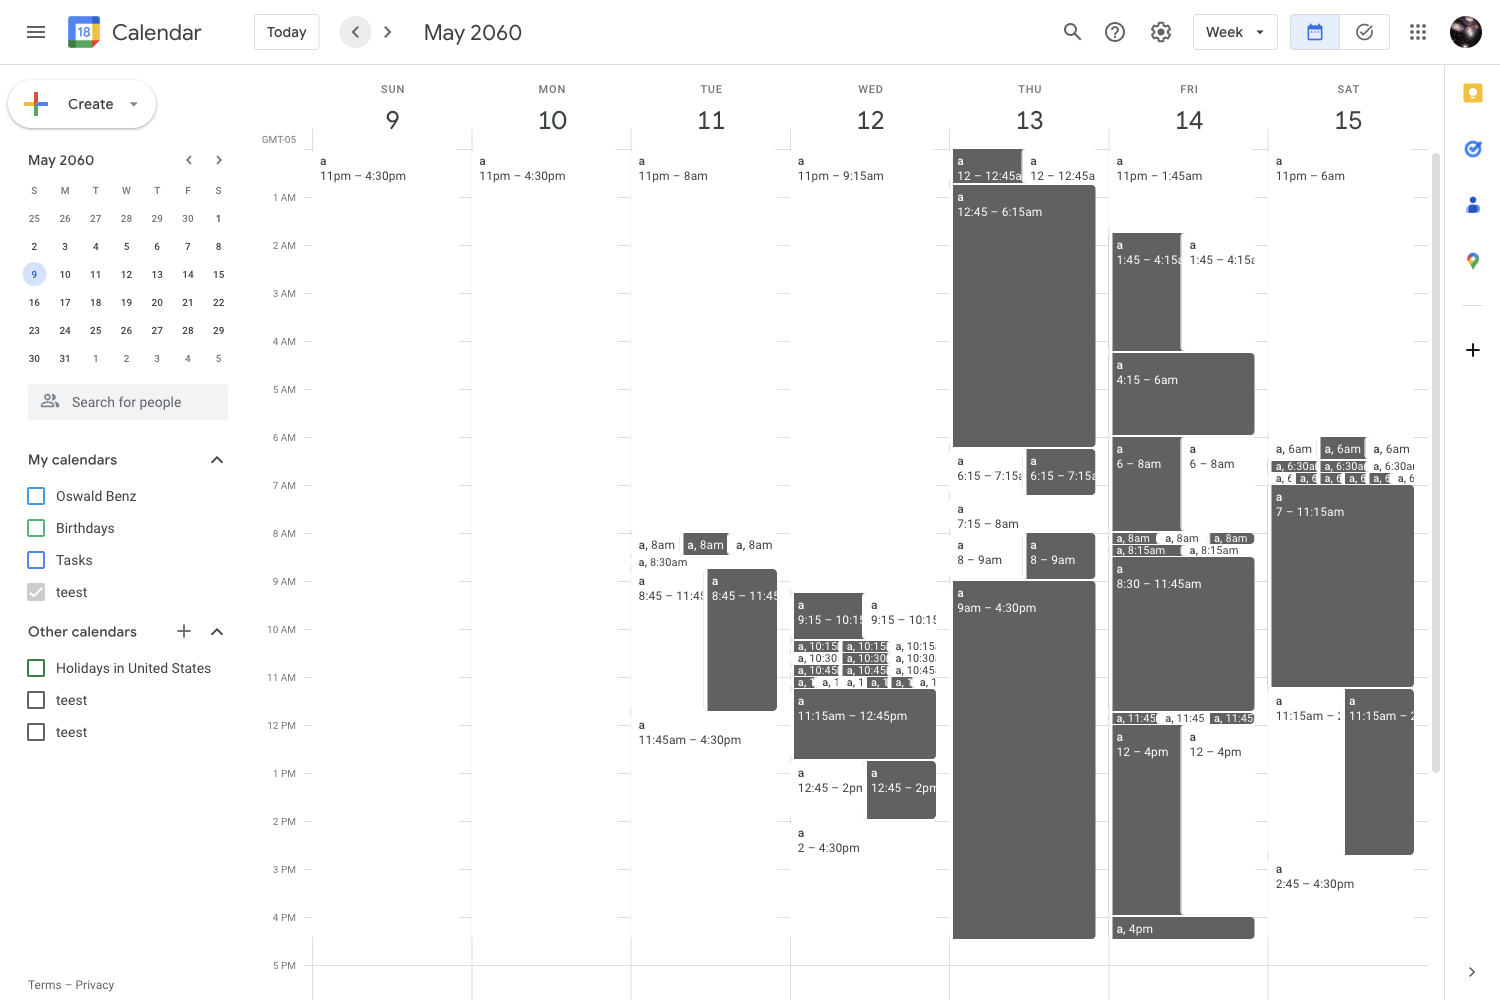 18 Calendar
Today
May 2060
Week
Create
May 2060
S M T W T F S
25 26 27 28 29 30 1
2 3 4 5 6 7 8
9 10 11 12 13 14 15
16 17 18 19 20 21 22
23 24 25 26 27 28 29
30 31 1 2 3 4 5
Search for people
My calendars
Oswald Benz
Birthdays
Tasks
teest
Other calendars
Holidays in United States
teest
teest
Terms – Privacy
SUN MON TUE WED THU FRI SAT
9 10 11 12 13 14 15
GMT-05
1 AM
2 AM
3 AM
4 AM
5 AM
6 AM
7 AM
8 AM
9 AM
10 AM
11 AM
12 PM
1 PM
2 PM
3 PM
4 PM
5 PM
a
11pm – 4:30pm
a
11pm – 4:30pm
a
11pm – 8am
a, 8am
a, 8am
a, 8am
a, 8:30am
a
8:45 – 11:45
a
8:45 – 11:45
a
11:45am – 4:30pm
a
11pm – 9:15am
a
9:15 – 10:15
a
9:15 – 10:15
a, 10:15
a, 10:15
a, 10:15
a, 10:30
a, 10:30
a, 10:30
a, 10:45
a, 10:45
a, 10:45
a, 1
a, 1
a, 1
a, 1
a, 1
a, 1
a
11:15am – 12:45pm
a
12:45 – 2pm
a
12:45 – 2pm
a
2 – 4:30pm
a
12 – 12:45a
a
12 – 12:45a
a
12:45 – 6:15am
a
6:15 – 7:15a
a
6:15 – 7:15a
a
7:15 – 8am
a
8 – 9am
a
8 – 9am
a
9am – 4:30pm
a
11pm – 1:45am
a
1:45 – 4:15a
a
1:45 – 4:15a
a
4:15 – 6am
a
6 – 8am
a
6 – 8am
a, 8am
a, 8am
a, 8am
a, 8:15am
a, 8:15am
a
8:30 – 11:45am
a, 11:45
a, 11:45
a, 11:45
a
12 – 4pm
a
12 – 4pm
a, 4pm
a
11pm – 6am
a, 6am
a, 6am
a, 6am
a, 6:30a
a, 6:30a
a, 6:30a
a, 6
a, 6
a, 6
a, 6
a, 6
a, 6
a
7 – 11:15am
a
11:15am – 2
a
11:15am – 2
a
2:45 – 4:30pm